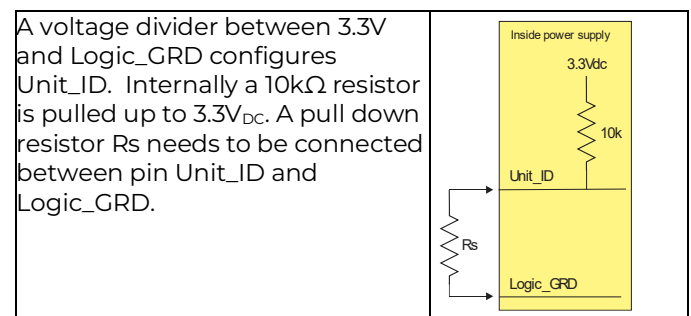 A voltage divider between 3.3V
and Logic_GRD configures
Unit_ID.  Internally a 10kΩ resistor
is pulled up to 3.3VDC. A pull down
resistor Rs needs to be connected
between pin Unit_ID and
Logic_GRD.
Inside power supply
3.3Vdc
10k
Unit_ID
Rs
Logic_GRD